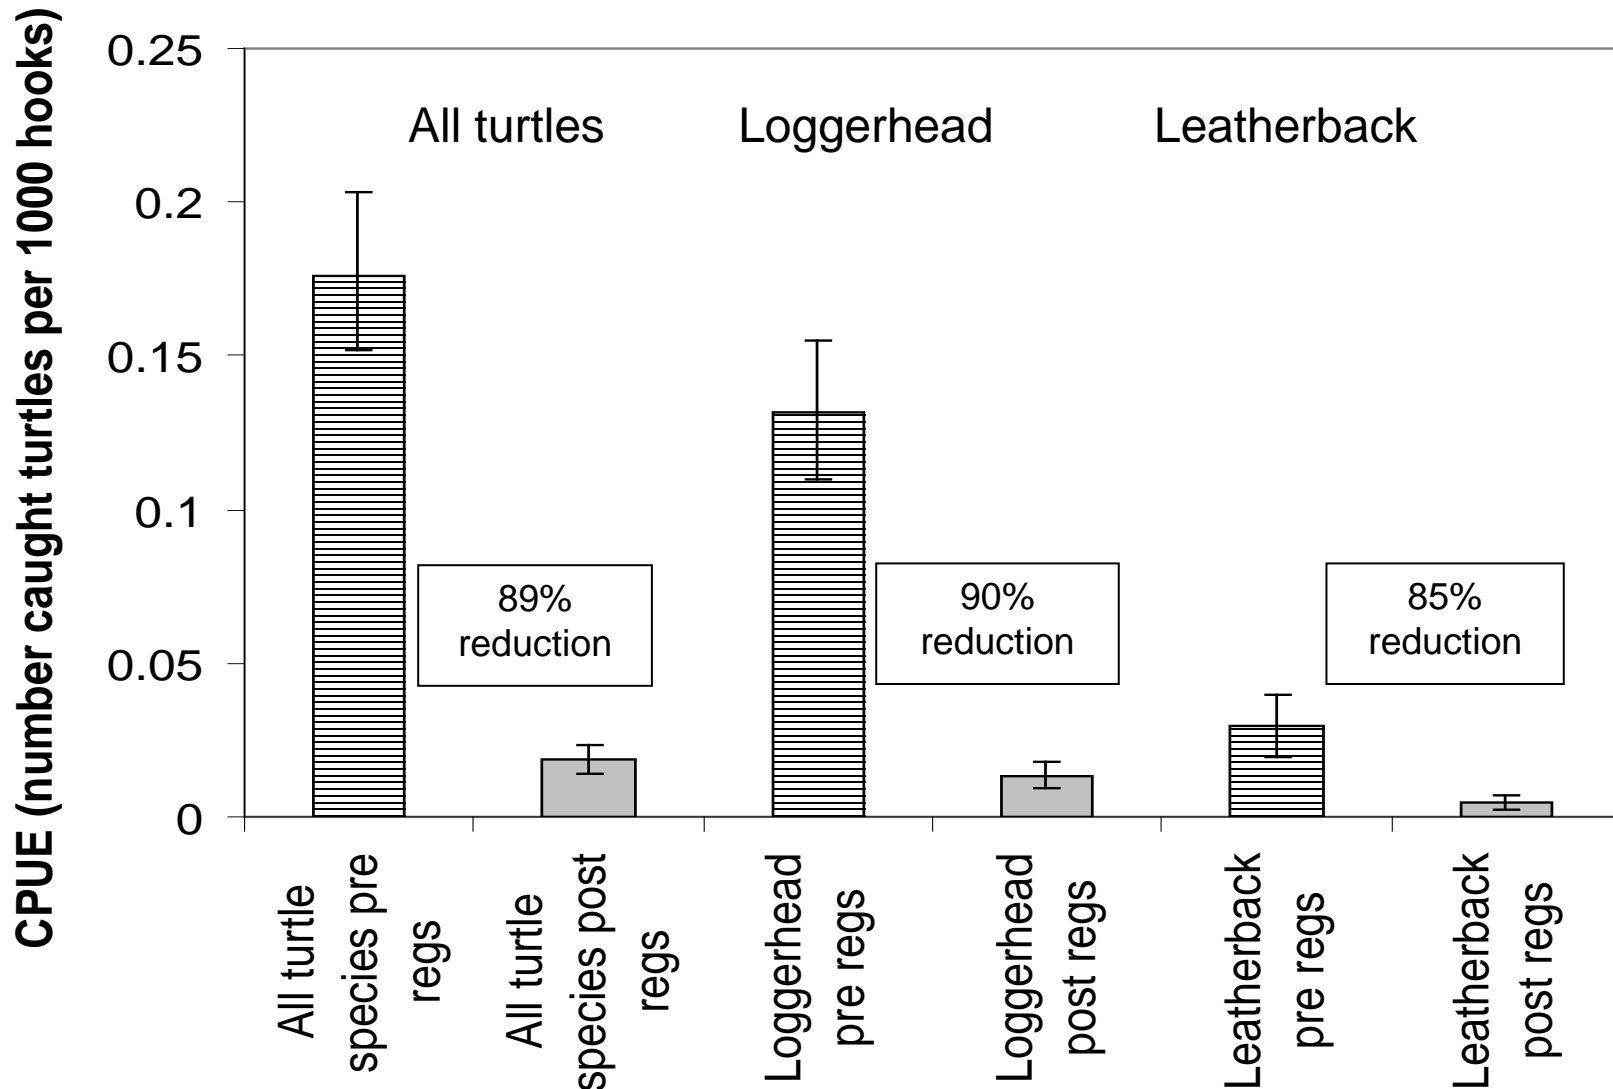 CPUE (number caught turtles per 1000 hooks)
0.25
0.2
0.15
0.1
0.05
0
All turtles
Loggerhead
Leatherback
89%
reduction
90%
reduction
85%
reduction
All turtle
species pre
regs
All turtle
species post
regs
Loggerhead
pre regs
Loggerhead
post regs
Leatherback
pre regs
Leatherback
post regs